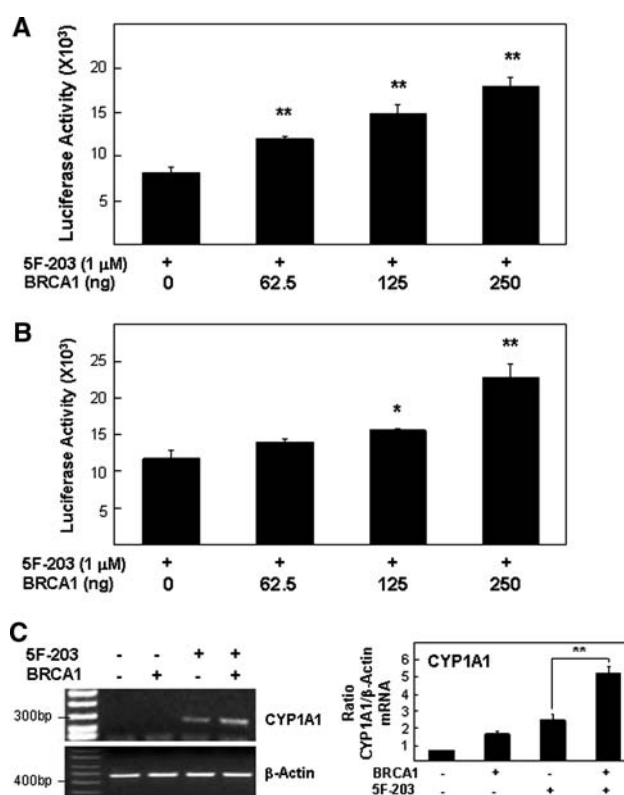 A
Luciferase Activity (X10³)
20
15
10
5
**
**
**
5F-203 (1 μM) + + + +
BRCA1 (ng) 0 62.5 125 250
B
Luciferase Activity (X10³)
25
20
15
10
5
*
**
5F-203 (1 μM) + + + +
BRCA1 (ng) 0 62.5 125 250
C
5F-203 - - + +
BRCA1 - + - +
300bp
CYP1A1
400bp
β-Actin
Ratio
CYP1A1/β-Actin
mRNA
6
5
4
3
2
1
CYP1A1
**
BRCA1 - + - +
5F-203 - - + +